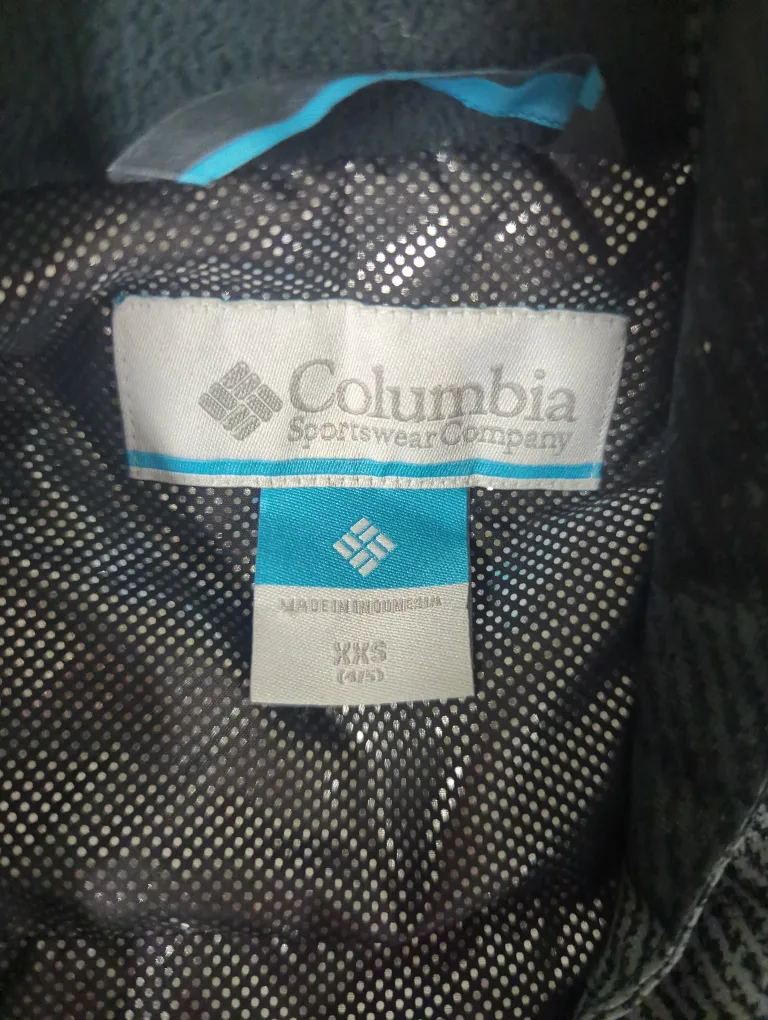 Columbia
Sportswear Company
MADE IN INDONESIA
XXS
(4/5)